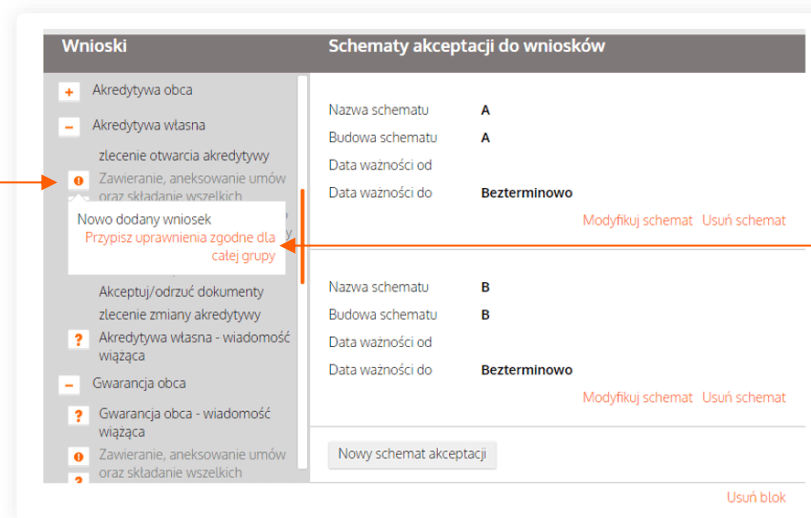 Wnioski
Akredytywa obca
Akredytywa własna
zlecenie otwarcia akredytywy
Zawieranie, aneksowanie umów
oraz składanie wszelkich
Nowo dodany wniosek
Przypisz uprawnienia zgodne dla
całej grupy
Akceptuj/odrzuć dokumenty
zlecenie zmiany akredytywy
Akredytywa własna - wiadomość
wiążąca
Gwarancja obca
Gwarancja obca - wiadomość
wiążąca
Zawieranie, aneksowanie umów
oraz składanie wszelkich
Schematy akceptacji do wniosków
Nazwa schematu A
Budowa schematu A
Data ważności od
Data ważności do Bezterminowo
Modyfikuj schemat Usuń schemat
Nazwa schematu B
Budowa schematu B
Data ważności od
Data ważności do Bezterminowo
Modyfikuj schemat Usuń schemat
Nowy schemat akceptacji
Usuń blok